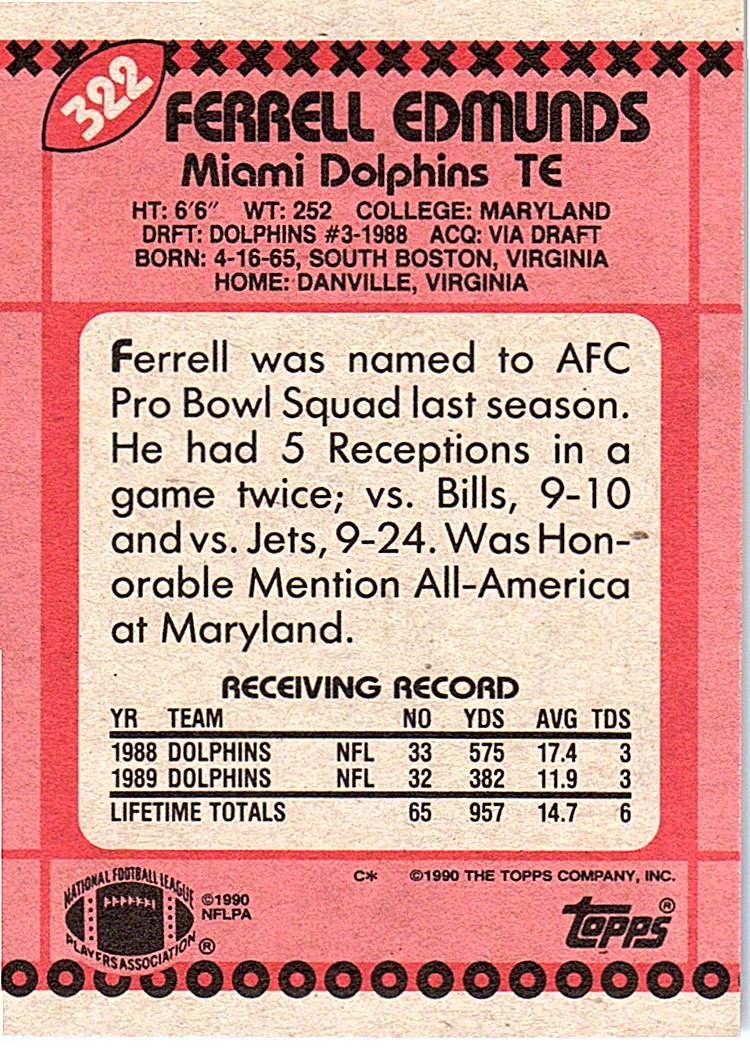 322
FERRELL EDMUNDS
Miami Dolphins TE
HT: 6'6" WT: 252 COLLEGE: MARYLAND
DRFT: DOLPHINS #3-1988 ACQ: VIA DRAFT
BORN: 4-16-65, SOUTH BOSTON, VIRGINIA
HOME: DANVILLE, VIRGINIA
Ferrell was named to AFC
Pro Bowl Squad last season.
He had 5 Receptions in a
game twice; vs. Bills, 9-10
and vs. Jets, 9-24. Was Hon-
orable Mention All-America
at Maryland.
RECEIVING RECORD
YR TEAM NO YDS AVG TDS
1988 DOLPHINS NFL 33 575 17.4 3
1989 DOLPHINS NFL 32 382 11.9 3
LIFETIME TOTALS 65 957 14.7 6
C* ©1990 THE TOPPS COMPANY, INC.
NATIONAL FOOTBALL LEAGUE
PLAYERS ASSOCIATION ®
©1990
NFLPA
topps ®